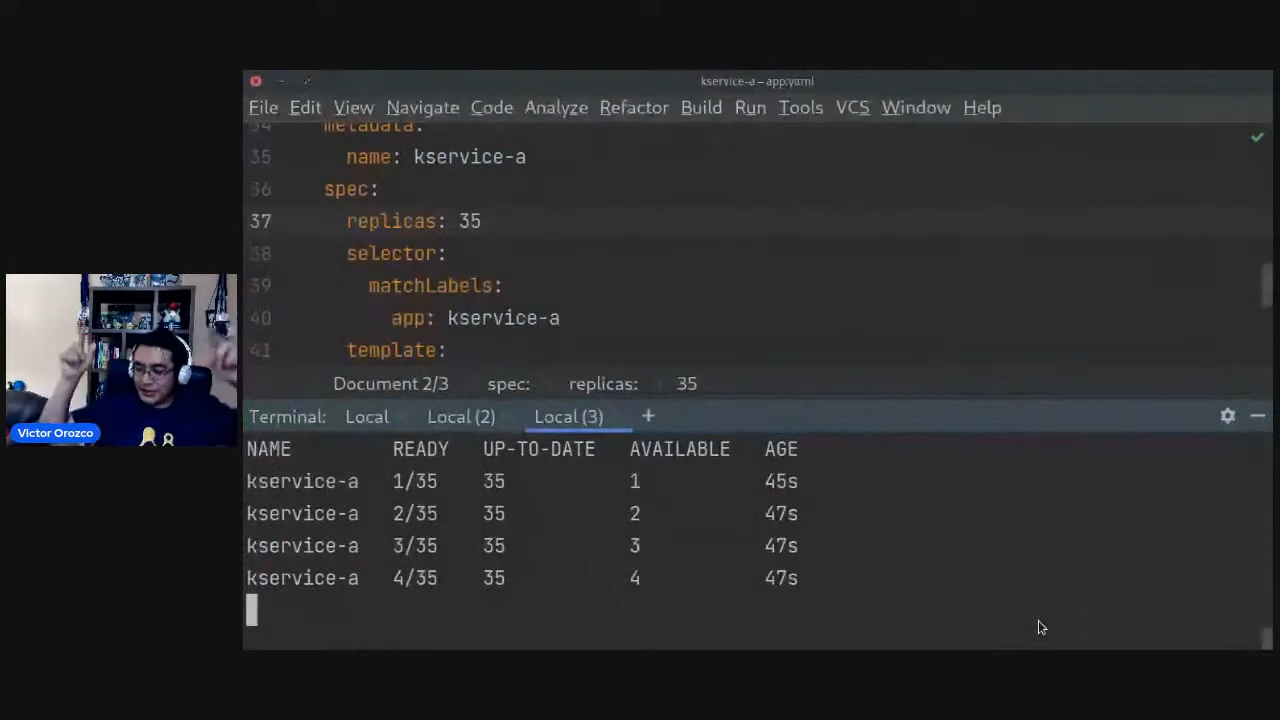 kservice-a – app.yaml
File Edit View Navigate Code Analyze Refactor Build Run Tools VCS Window Help
34 metadata:
35 name: kservice-a
36 spec:
37 replicas: 35
38 selector:
39 matchLabels:
40 app: kservice-a
41 template:
Document 2/3 spec: replicas: 35
Terminal: Local Local (2) Local (3) +
NAME READY UP-TO-DATE AVAILABLE AGE
kservice-a 1/35 35 1 45s
kservice-a 2/35 35 2 47s
kservice-a 3/35 35 3 47s
kservice-a 4/35 35 4 47s
Victor Orozco